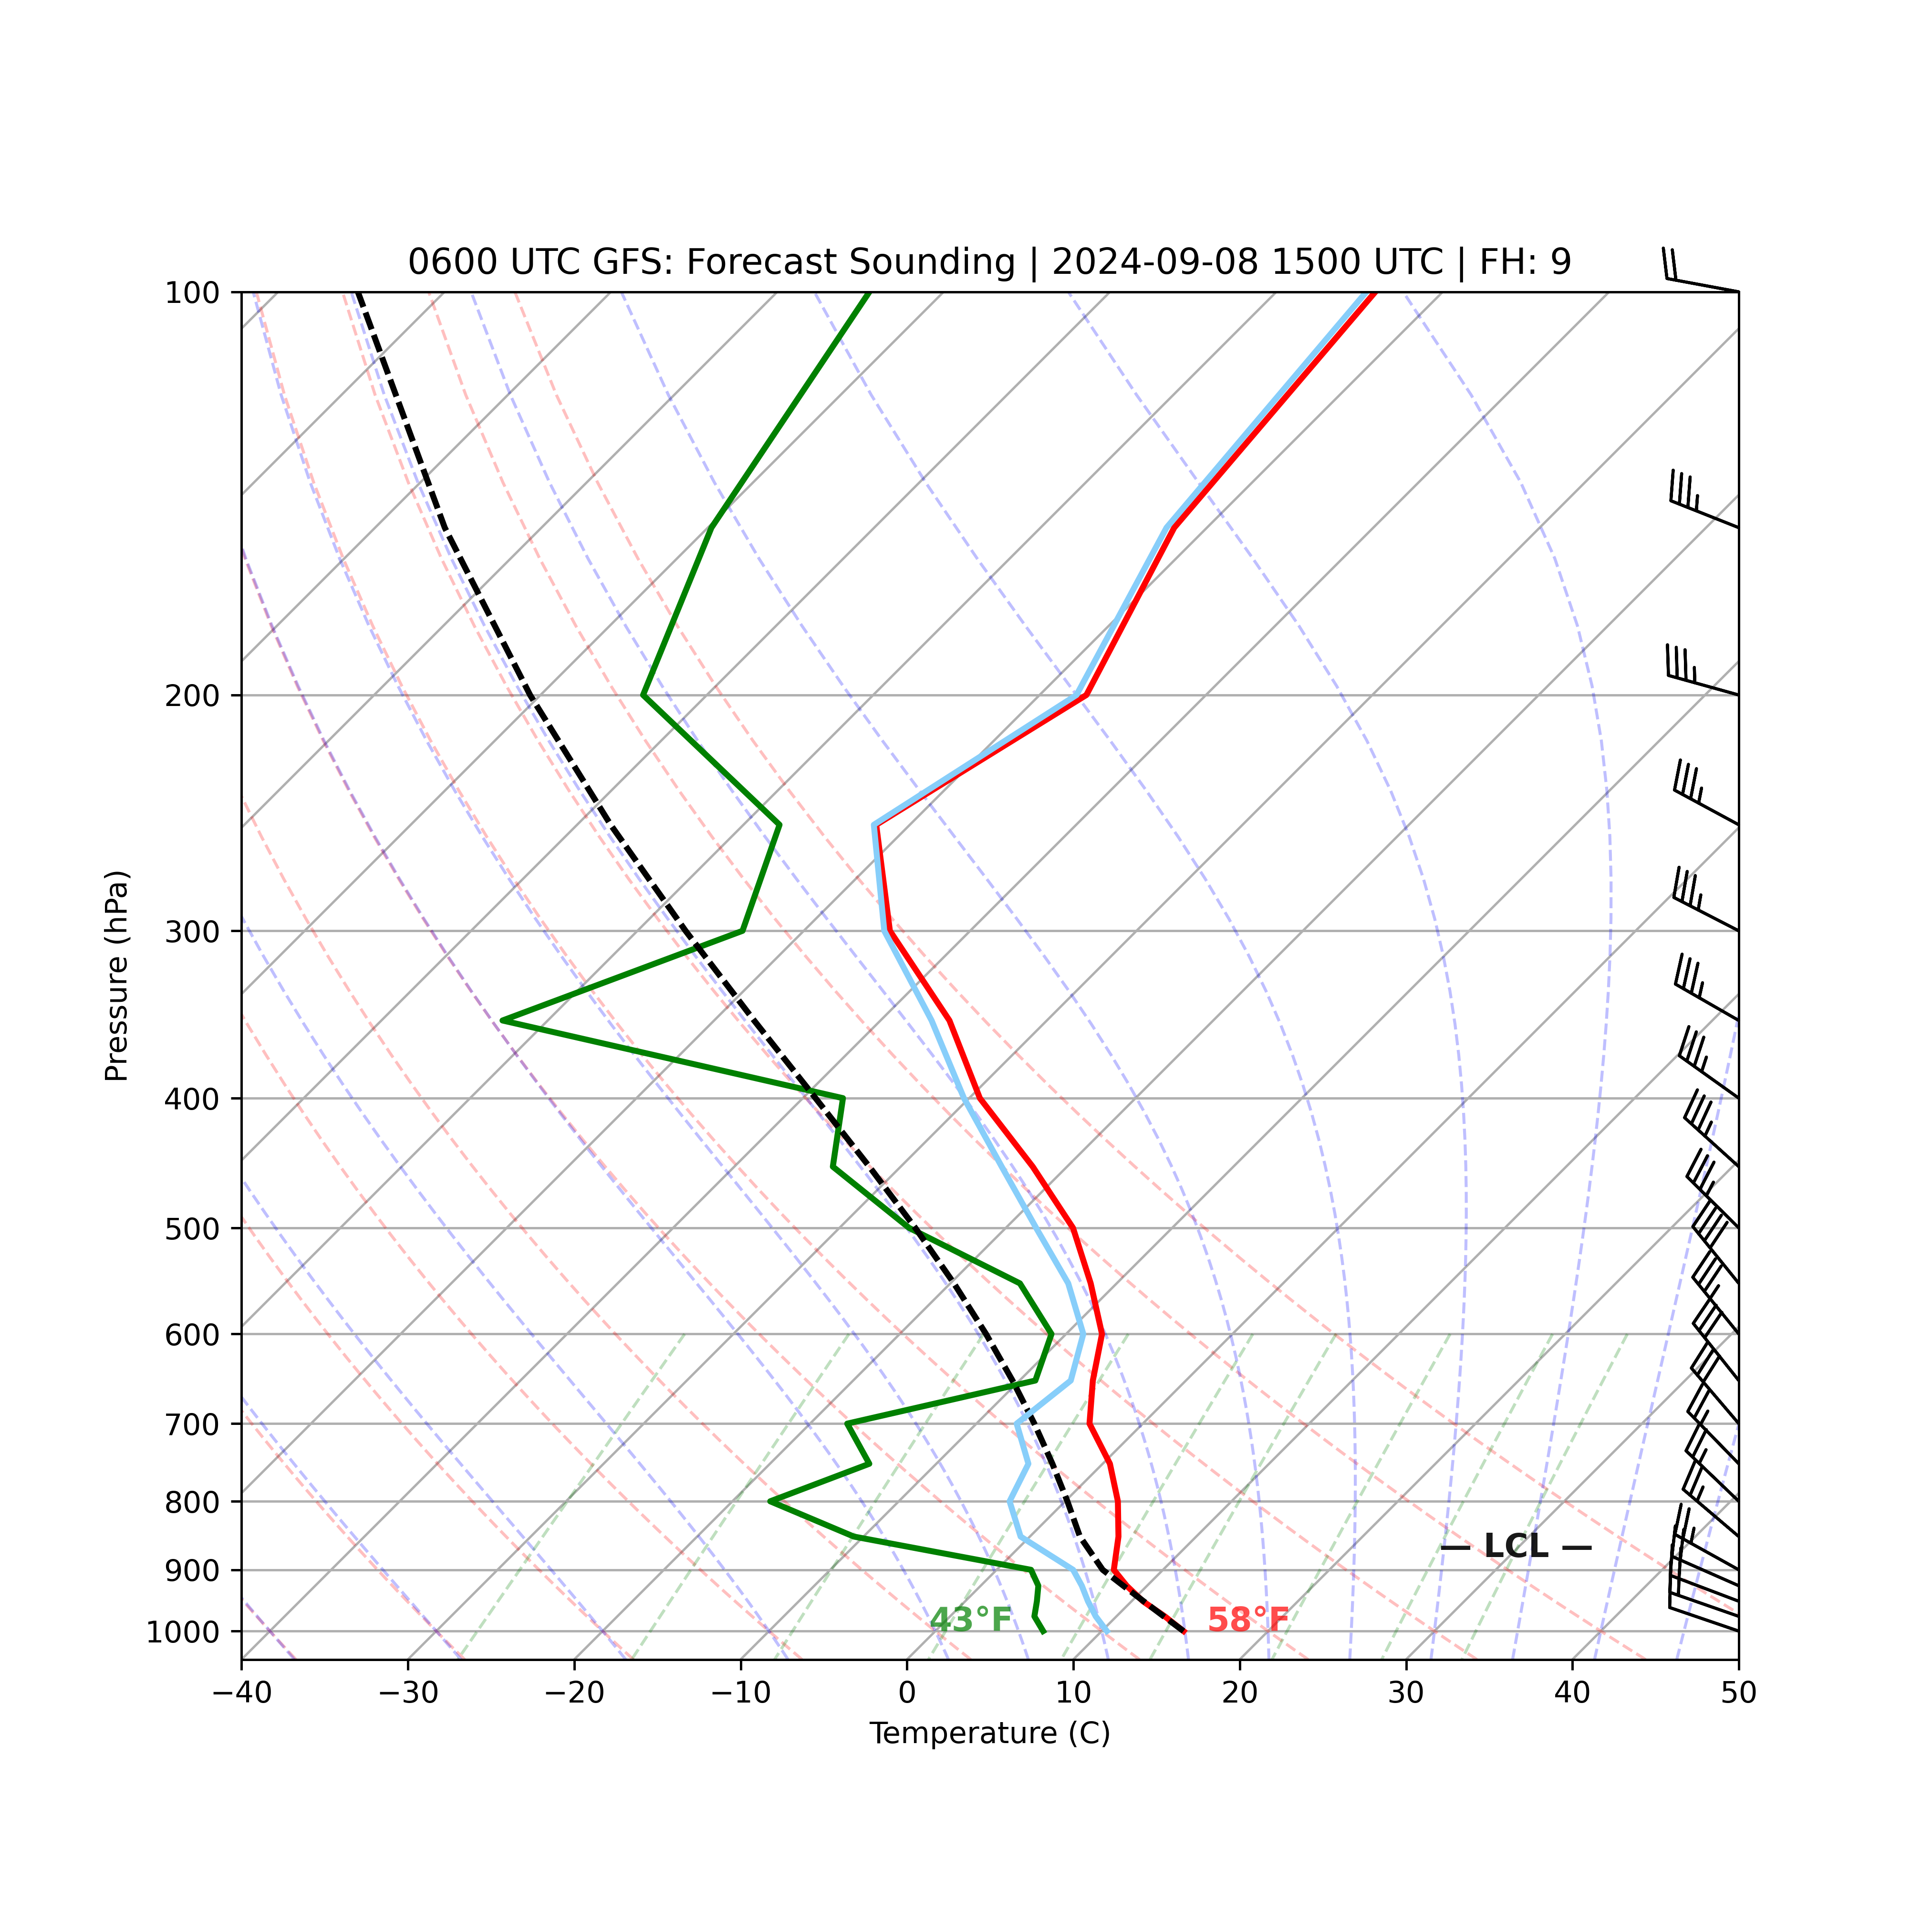 0600 UTC GFS: Forecast Sounding | 2024-09-08 1500 UTC | FH: 9
100
200
300
400
500
600
700
800
900
1000
Pressure (hPa)
— LCL —
43°F
58°F
−40 −30 −20 −10 0 10 20 30 40 50
Temperature (C)